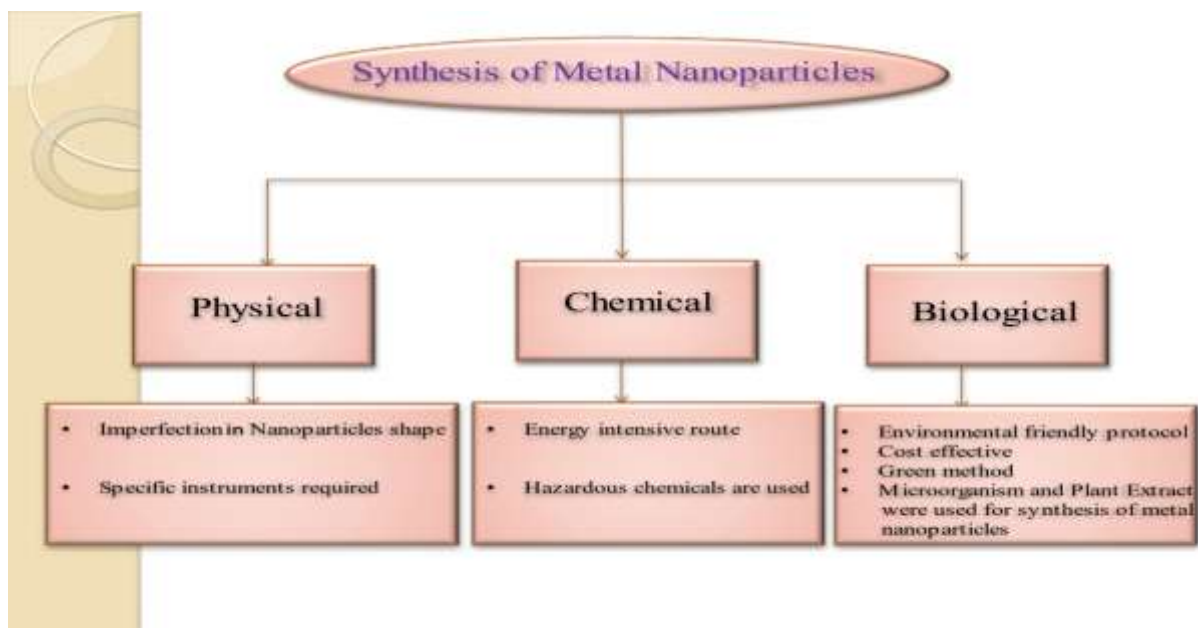 Synthesis of Metal Nanoparticles
Physical
Chemical
Biological
• Imperfection in Nanoparticles shape
• Specific instruments required
• Energy intensive route
• Hazardous chemicals are used
• Environmental friendly protocol
• Cost effective
• Green method
• Microorganism and Plant Extract
were used for synthesis of metal
nanoparticles